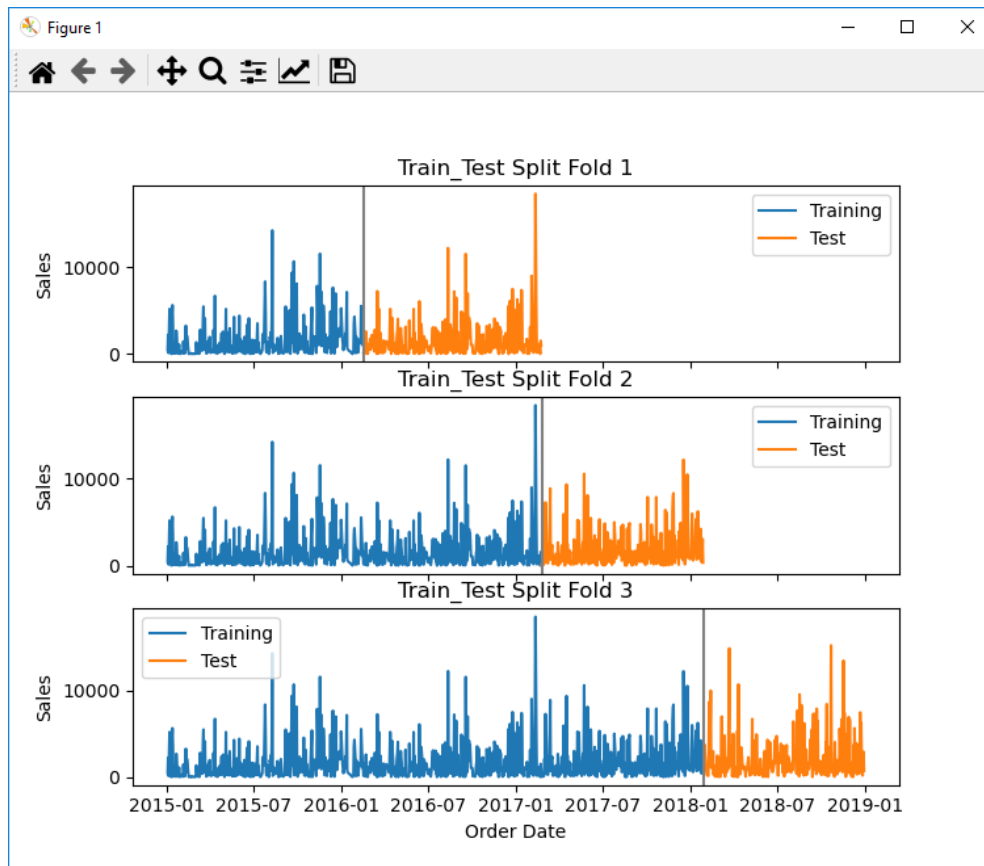 Figure 1
Train_Test Split Fold 1
Sales
10000
0
Training
Test
Train_Test Split Fold 2
Sales
10000
0
Training
Test
Train_Test Split Fold 3
Sales
10000
0
Training
Test
2015-01 2015-07 2016-01 2016-07 2017-01 2017-07 2018-01 2018-07 2019-01
Order Date